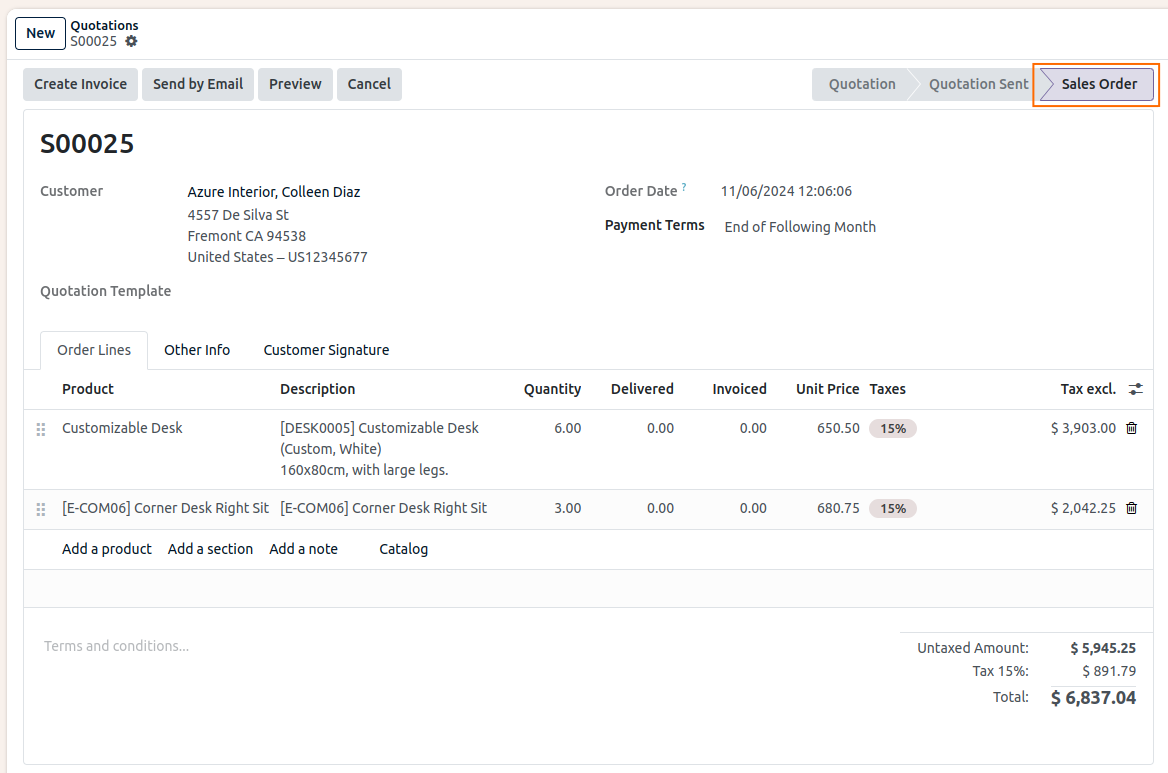 New
Quotations
S00025
Create Invoice Send by Email Preview Cancel Quotation Quotation Sent Sales Order
S00025
Customer Azure Interior, Colleen Diaz
4557 De Silva St
Fremont CA 94538
United States – US12345677
Order Date ? 11/06/2024 12:06:06
Payment Terms End of Following Month
Quotation Template
Order Lines Other Info Customer Signature
Product Description Quantity Delivered Invoiced Unit Price Taxes Tax excl.
Customizable Desk [DESK0005] Customizable Desk 6.00 0.00 0.00 650.50 15% $ 3,903.00
(Custom, White)
160x80cm, with large legs.
[E-COM06] Corner Desk Right Sit [E-COM06] Corner Desk Right Sit 3.00 0.00 0.00 680.75 15% $ 2,042.25
Add a product Add a section Add a note Catalog
Terms and conditions...
Untaxed Amount: $ 5,945.25
Tax 15%: $ 891.79
Total: $ 6,837.04